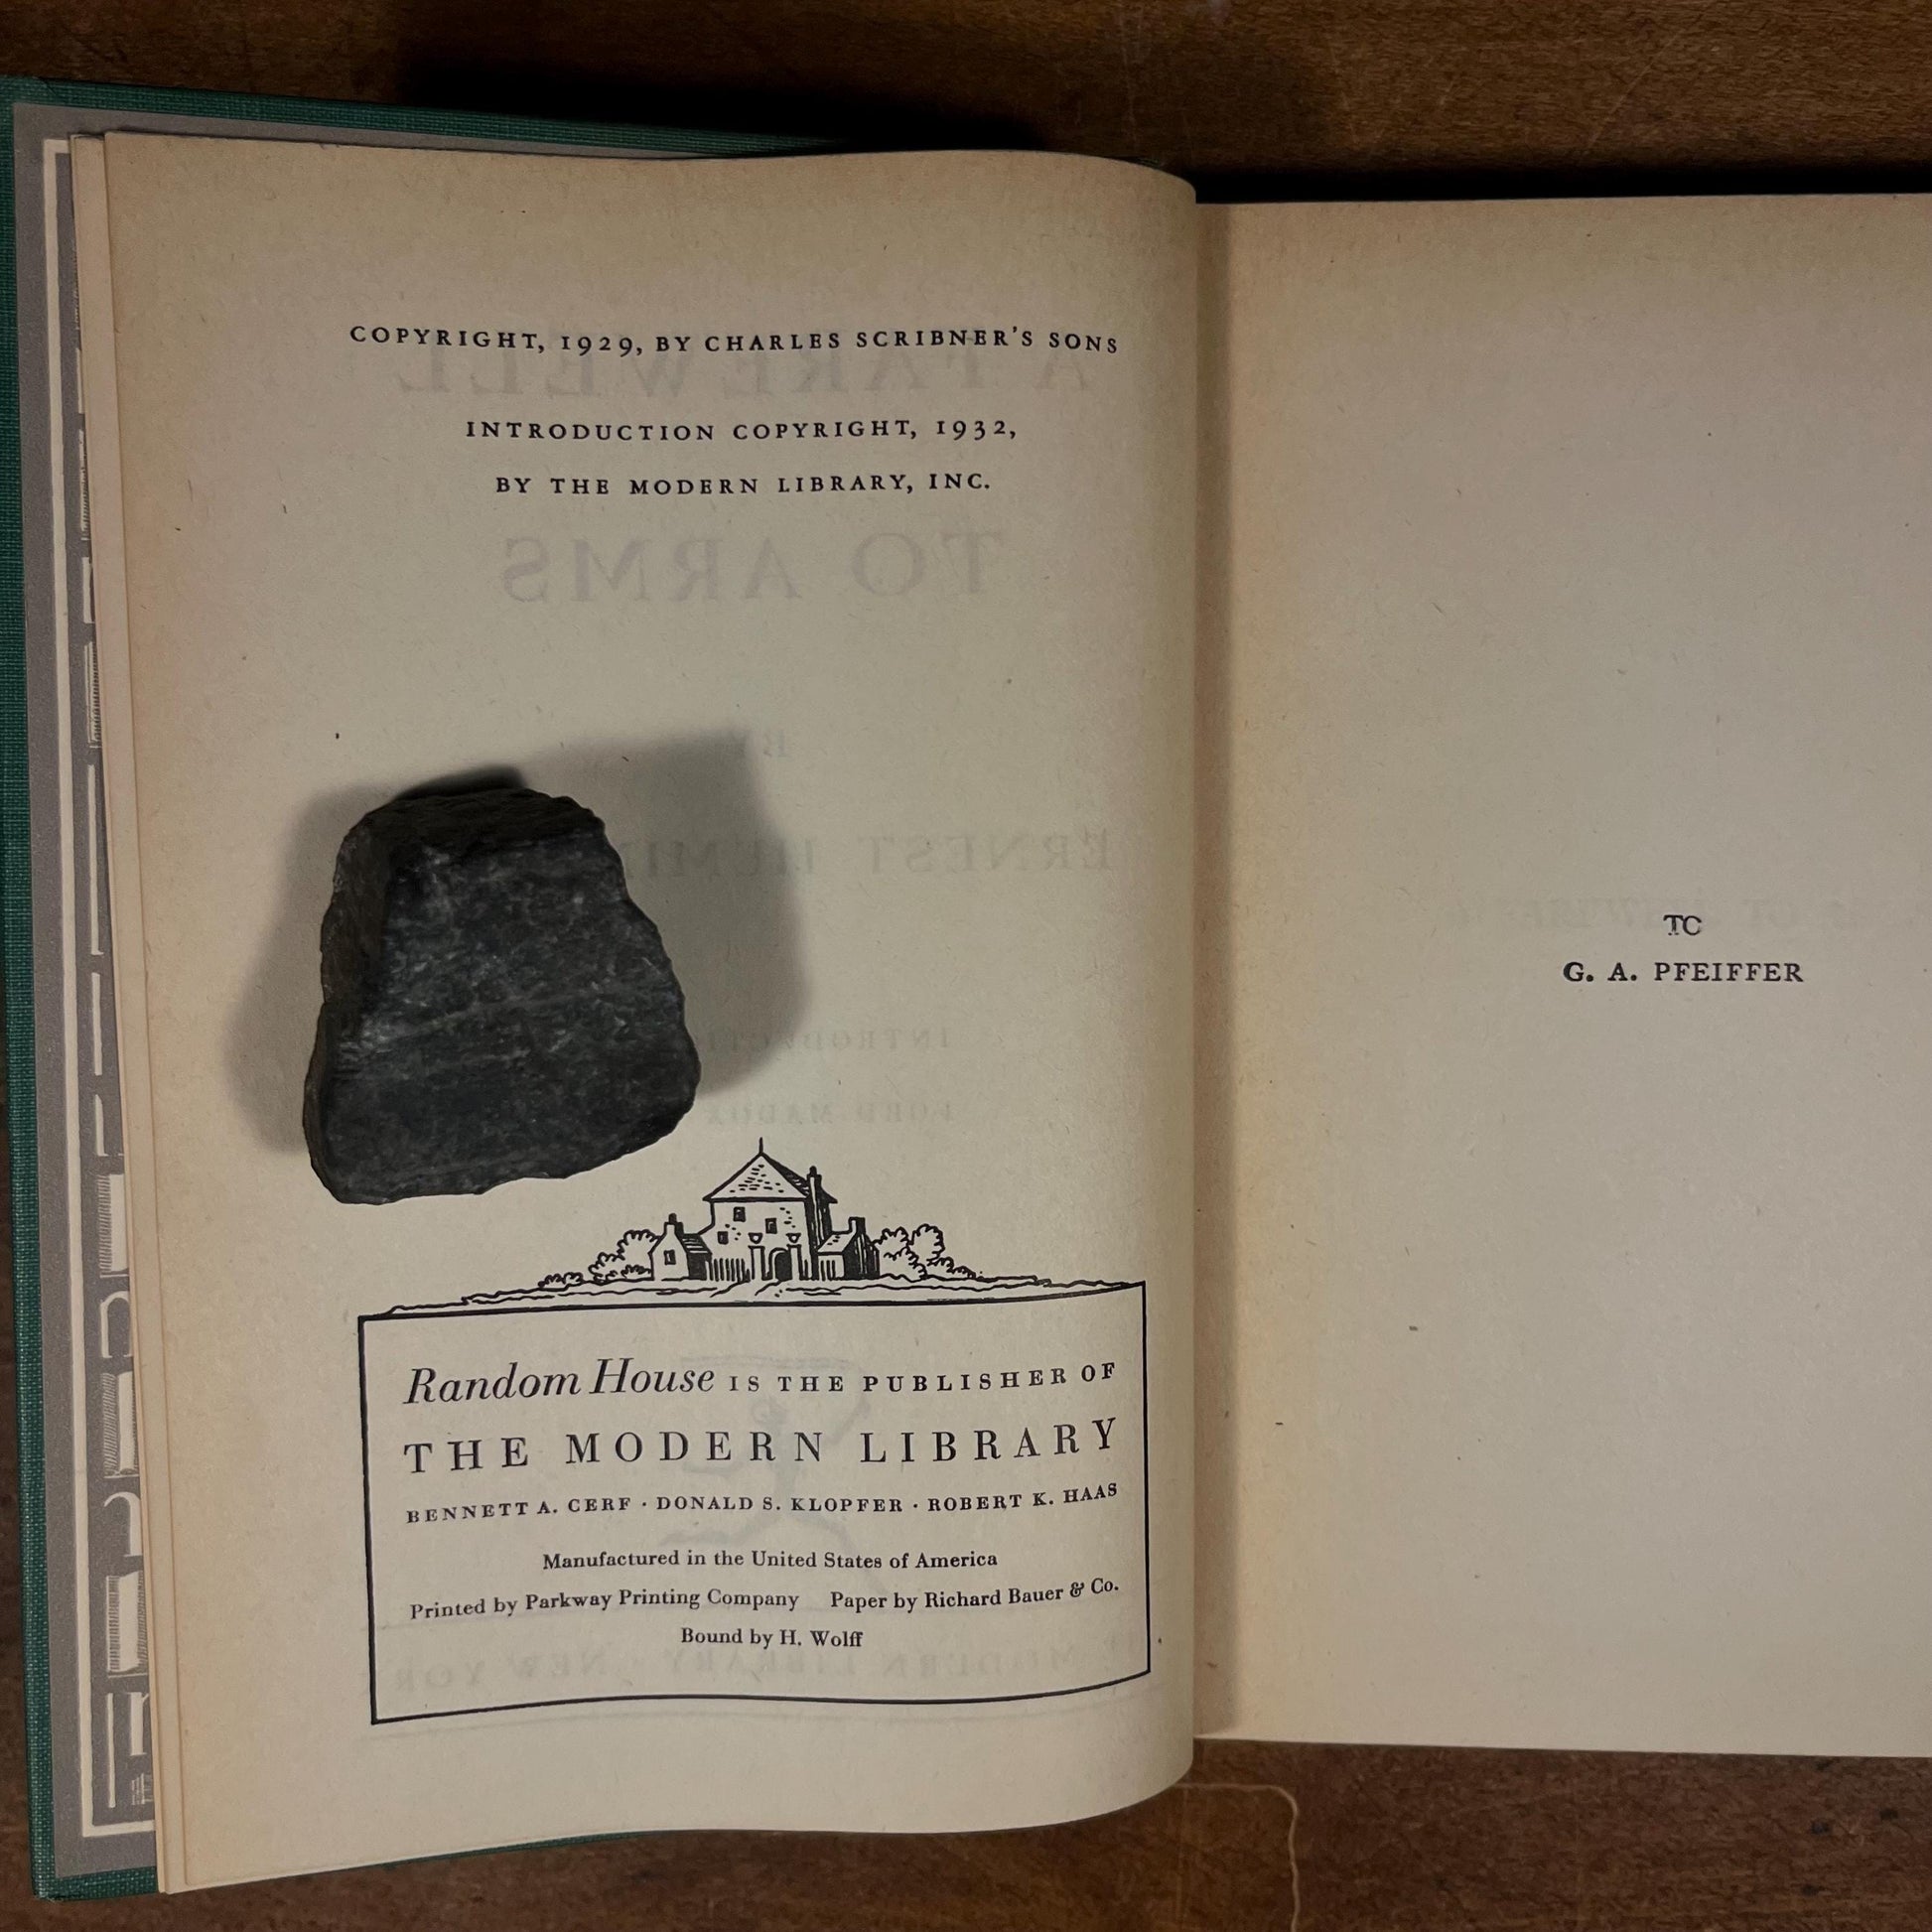 COPYRIGHT, 1929, BY CHARLES SCRIBNER'S SONS
INTRODUCTION COPYRIGHT, 1932,
BY THE MODERN LIBRARY, INC.
Random House IS THE PUBLISHER OF
THE MODERN LIBRARY
BENNETT A. CERF · DONALD S. KLOPFER · ROBERT K. HAAS
Manufactured in the United States of America
Printed by Parkway Printing Company Paper by Richard Bauer & Co.
Bound by H. Wolff
TO
G. A. PFEIFFER